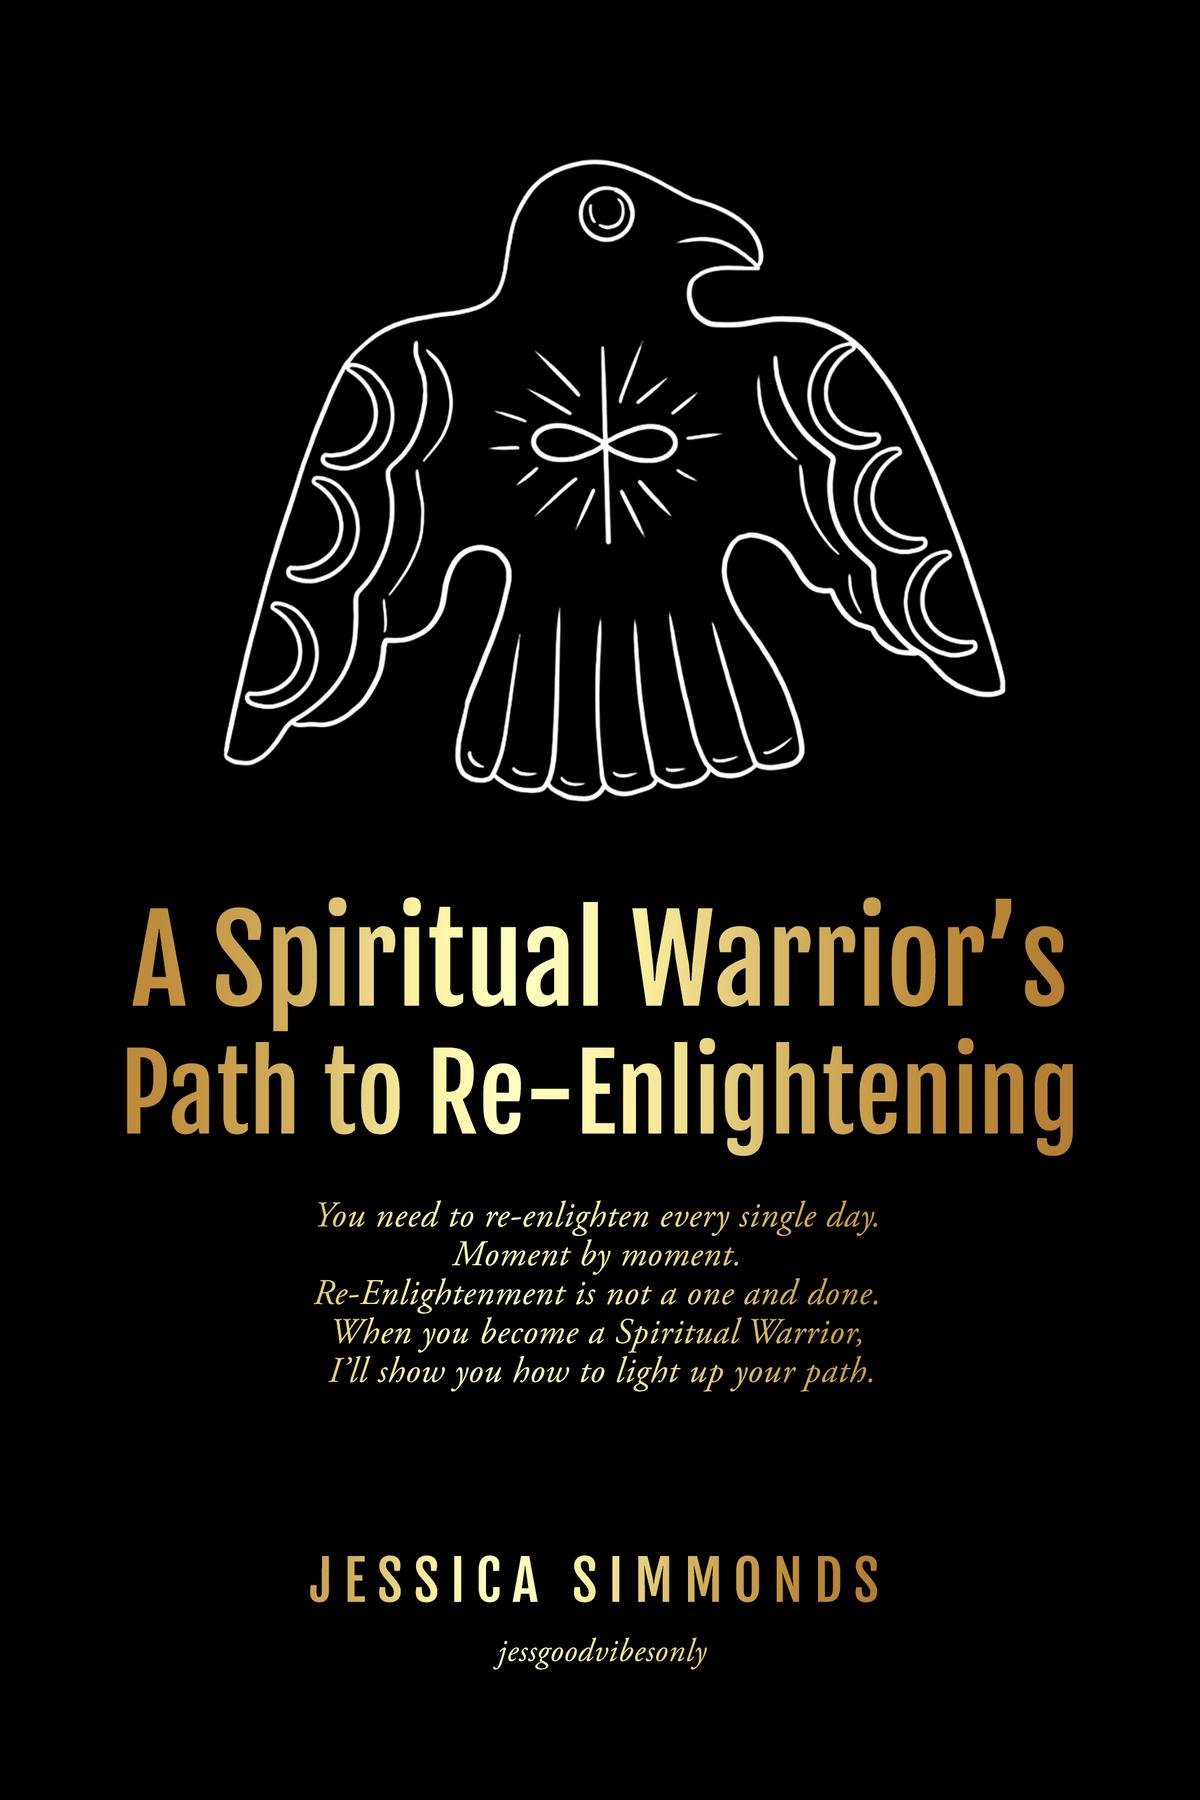 A Spiritual Warrior’s
Path to Re-Enlightening
You need to re-enlighten every single day.
Moment by moment.
Re-Enlightenment is not a one and done.
When you become a Spiritual Warrior,
I’ll show you how to light up your path.
JESSICA SIMMONDS
jessgoodvibesonly